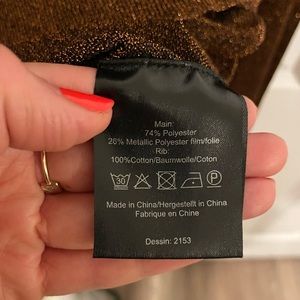 Main:
74% Polyester
26% Metallic Polyester film/folie
Rib:
100%Cotton/Baumwolle/Coton
30
Made in China/Hergestellt in China
Fabrique en Chine
Dessin: 2153